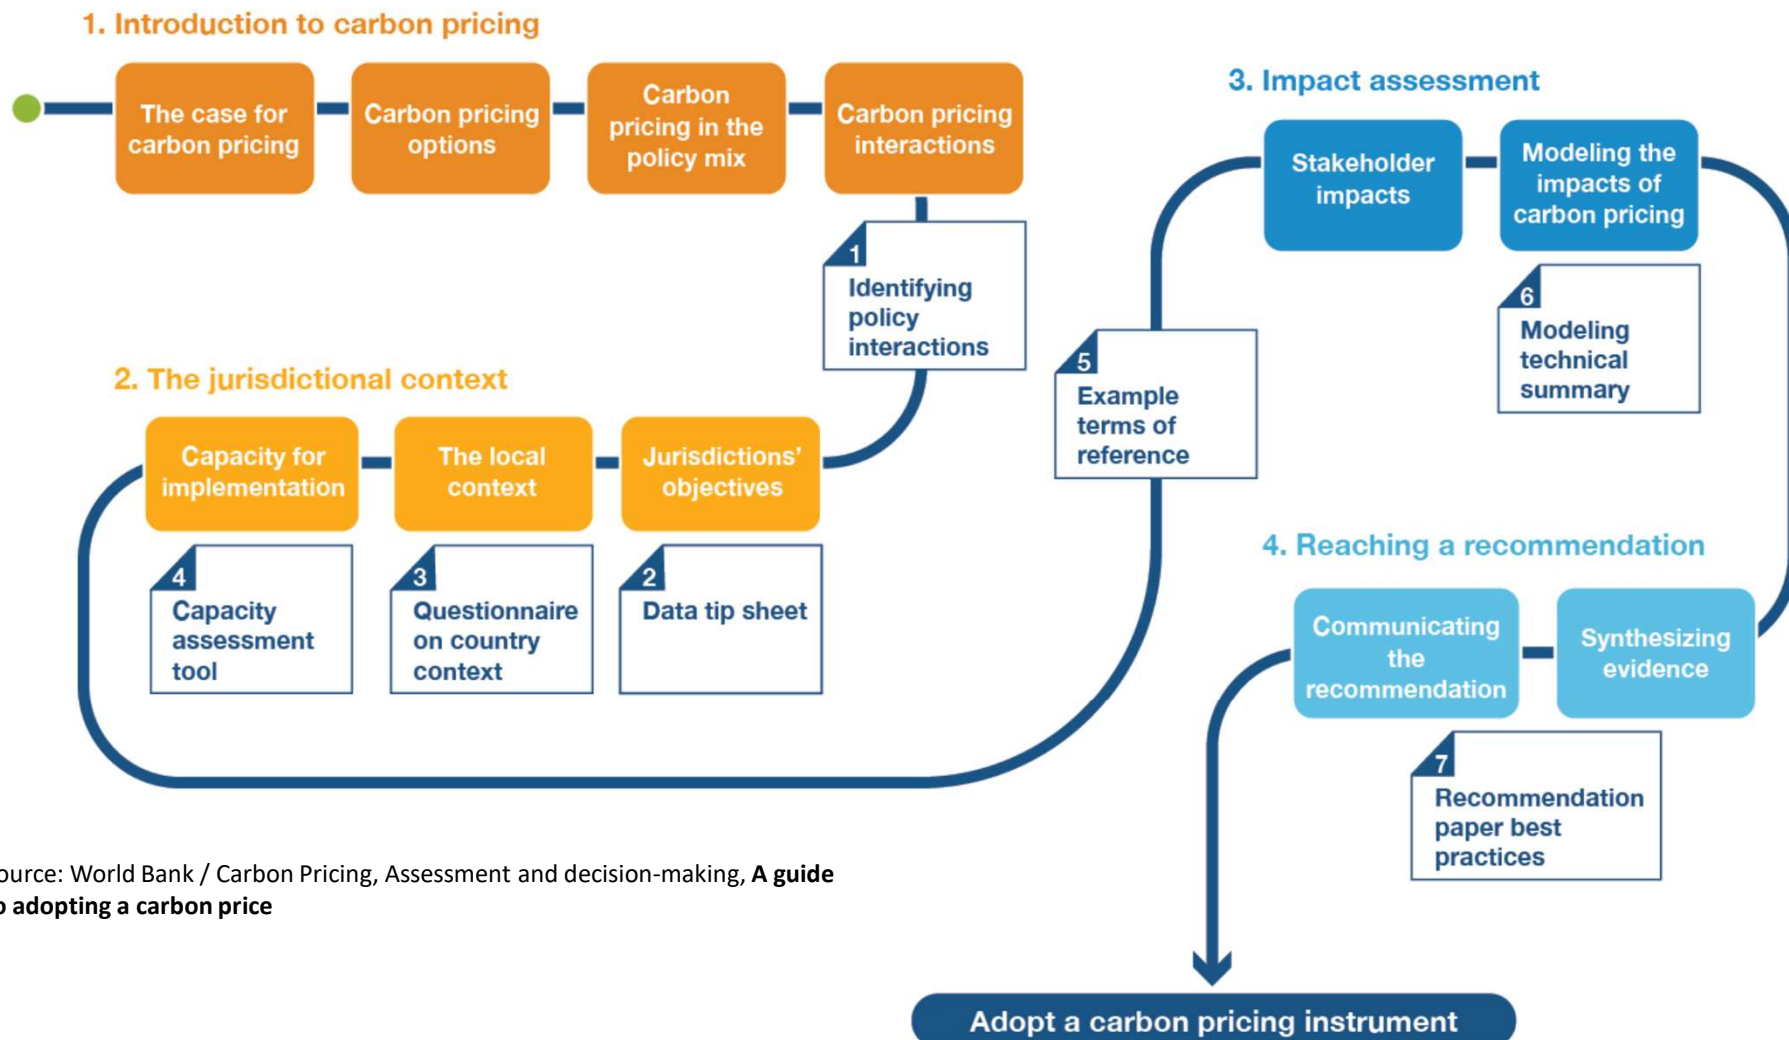 1. Introduction to carbon pricing
The case for
carbon pricing
Carbon pricing
options
Carbon
pricing in the
policy mix
Carbon pricing
interactions
1
Identifying
policy
interactions
2. The jurisdictional context
Jurisdictions'
objectives
2
Data tip sheet
The local
context
3
Questionnaire
on country
context
Capacity for
implementation
4
Capacity
assessment
tool
5
Example
terms of
reference
3. Impact assessment
Stakeholder
impacts
Modeling the
impacts of
carbon pricing
6
Modeling
technical
summary
4. Reaching a recommendation
Synthesizing
evidence
Communicating
the
recommendation
7
Recommendation
paper best
practices
Adopt a carbon pricing instrument
ource: World Bank / Carbon Pricing, Assessment and decision-making, A guide
o adopting a carbon price